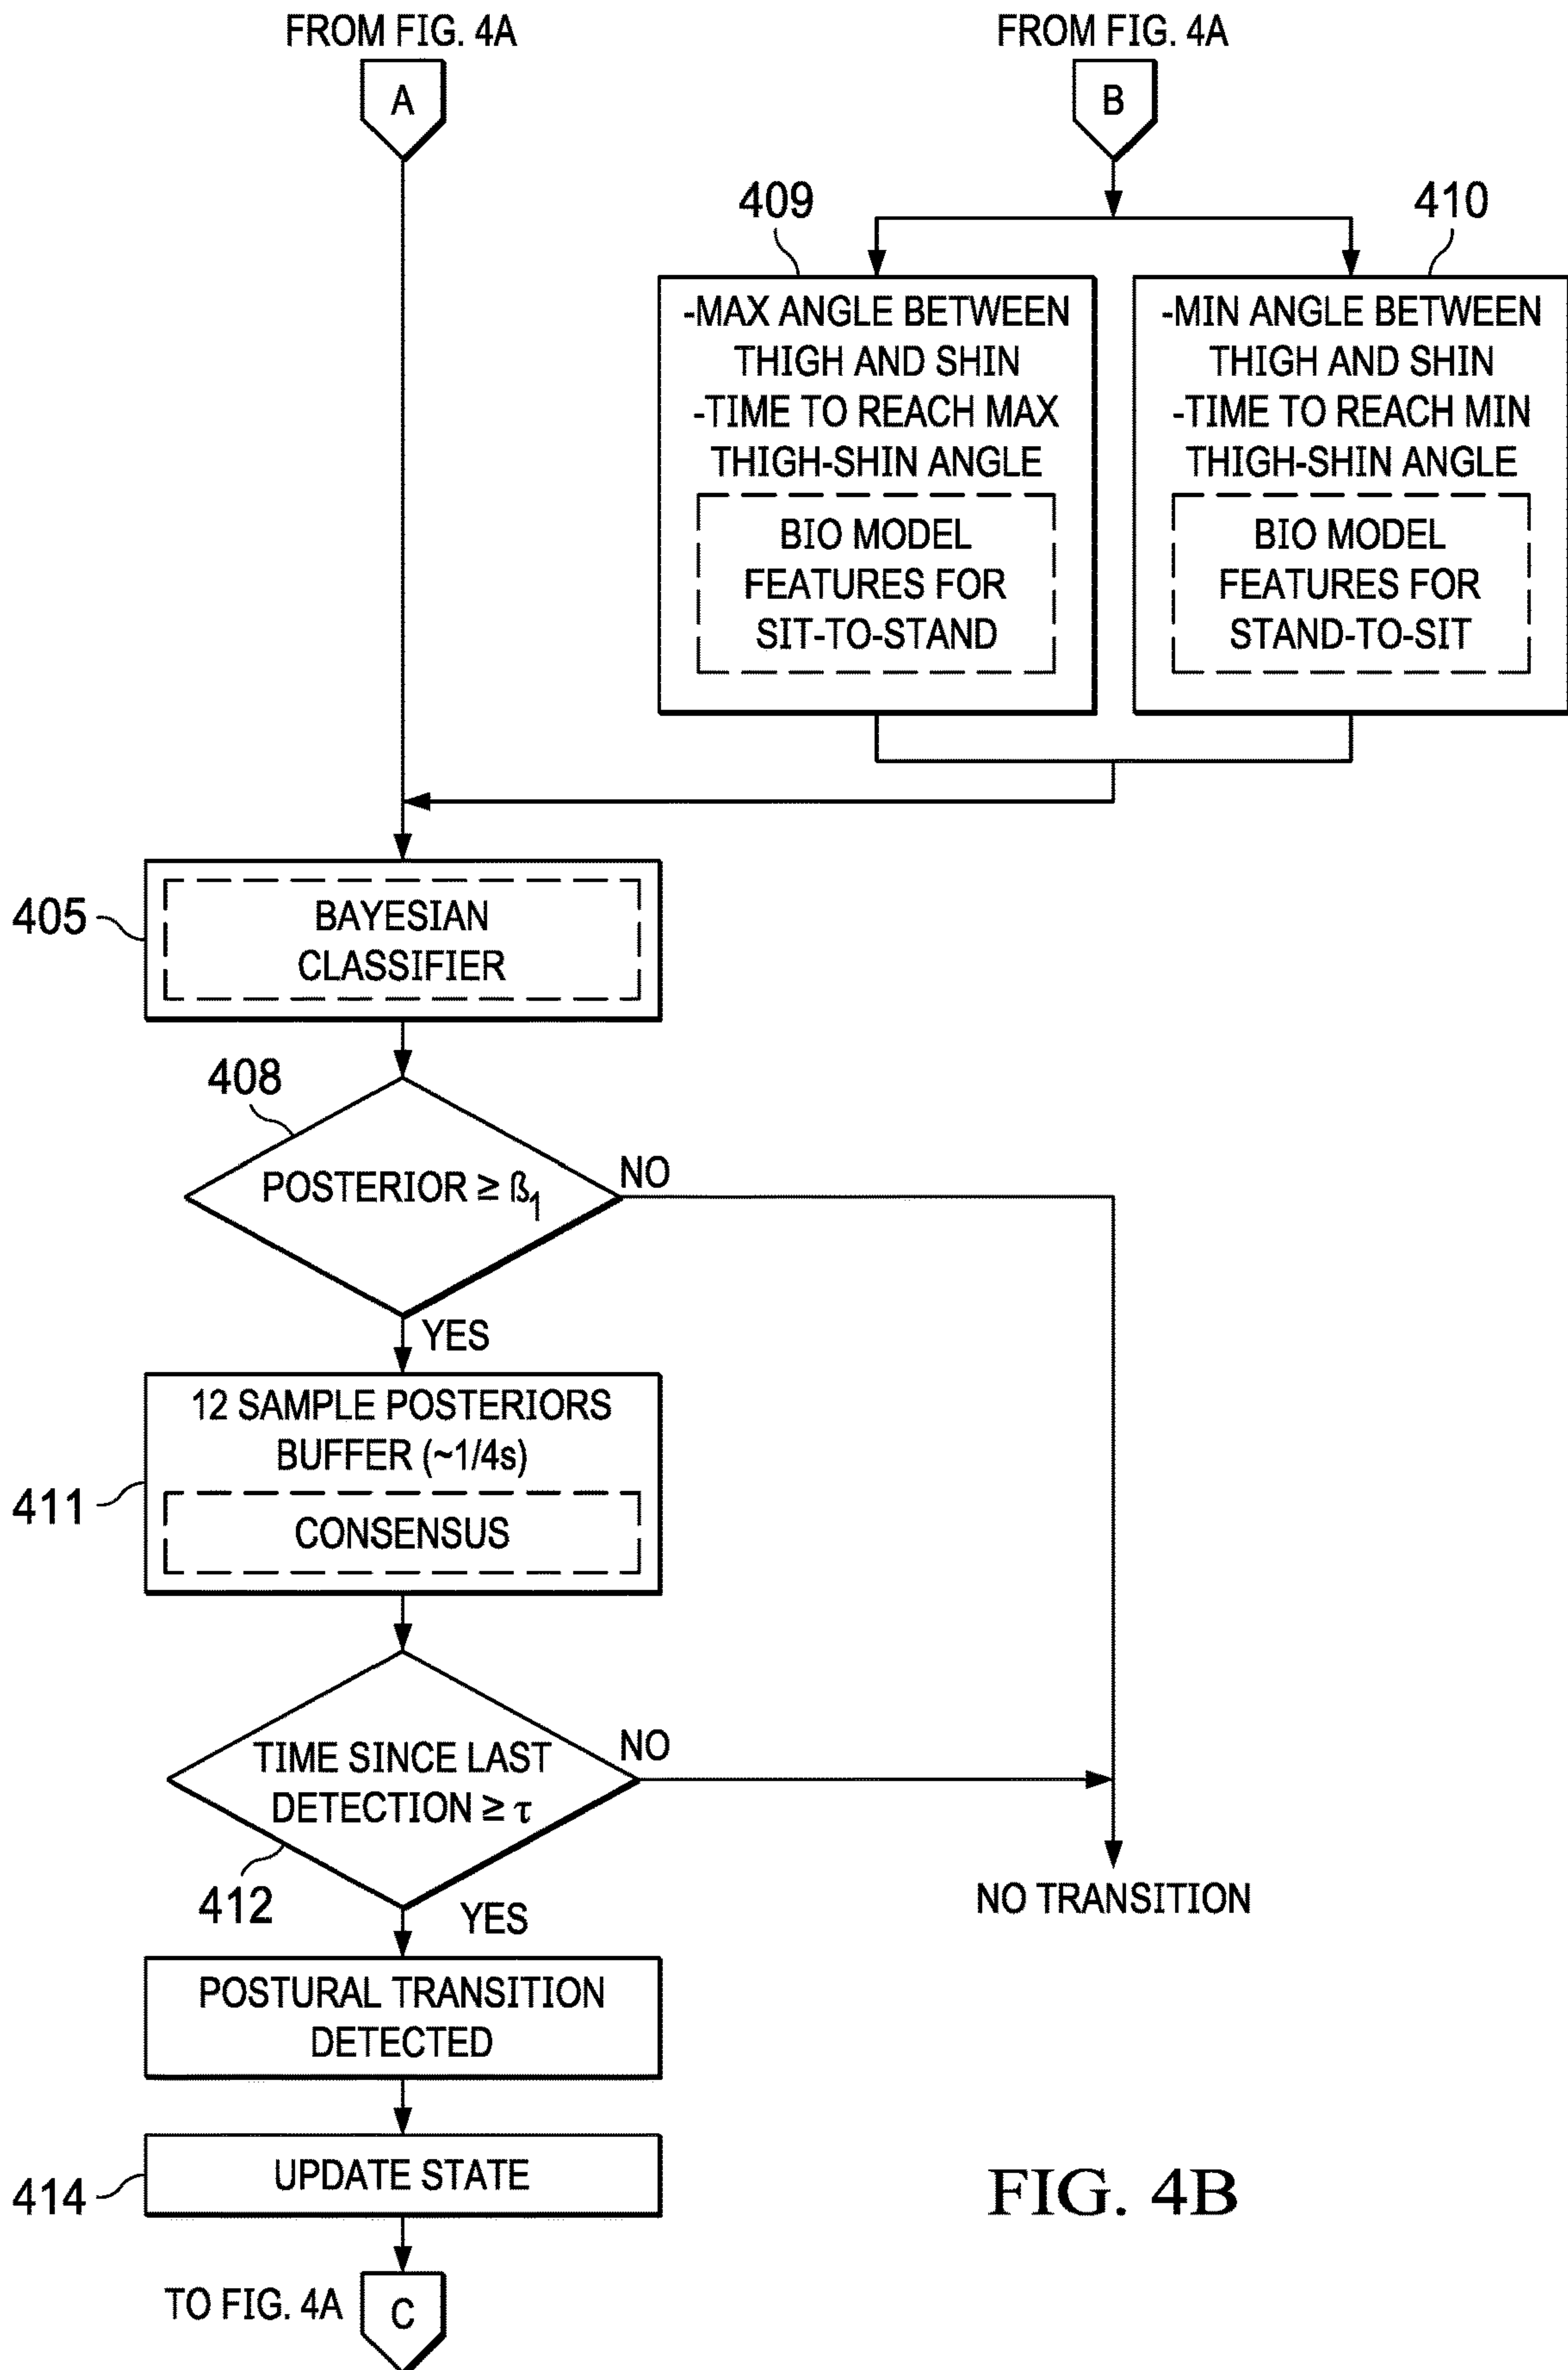 FROM FIG. 4A
A
FROM FIG. 4A
B
409
410
-MAX ANGLE BETWEEN
THIGH AND SHIN
-TIME TO REACH MAX
THIGH-SHIN ANGLE
BIO MODEL
FEATURES FOR
SIT-TO-STAND
-MIN ANGLE BETWEEN
THIGH AND SHIN
-TIME TO REACH MIN
THIGH-SHIN ANGLE
BIO MODEL
FEATURES FOR
STAND-TO-SIT
405
BAYESIAN
CLASSIFIER
408
POSTERIOR ≥ ß1
NO
YES
12 SAMPLE POSTERIORS
BUFFER (~1/4s)
411
CONSENSUS
TIME SINCE LAST
DETECTION ≥ τ
NO
412
YES
NO TRANSITION
POSTURAL TRANSITION
DETECTED
414
UPDATE STATE
FIG. 4B
TO FIG. 4A
C